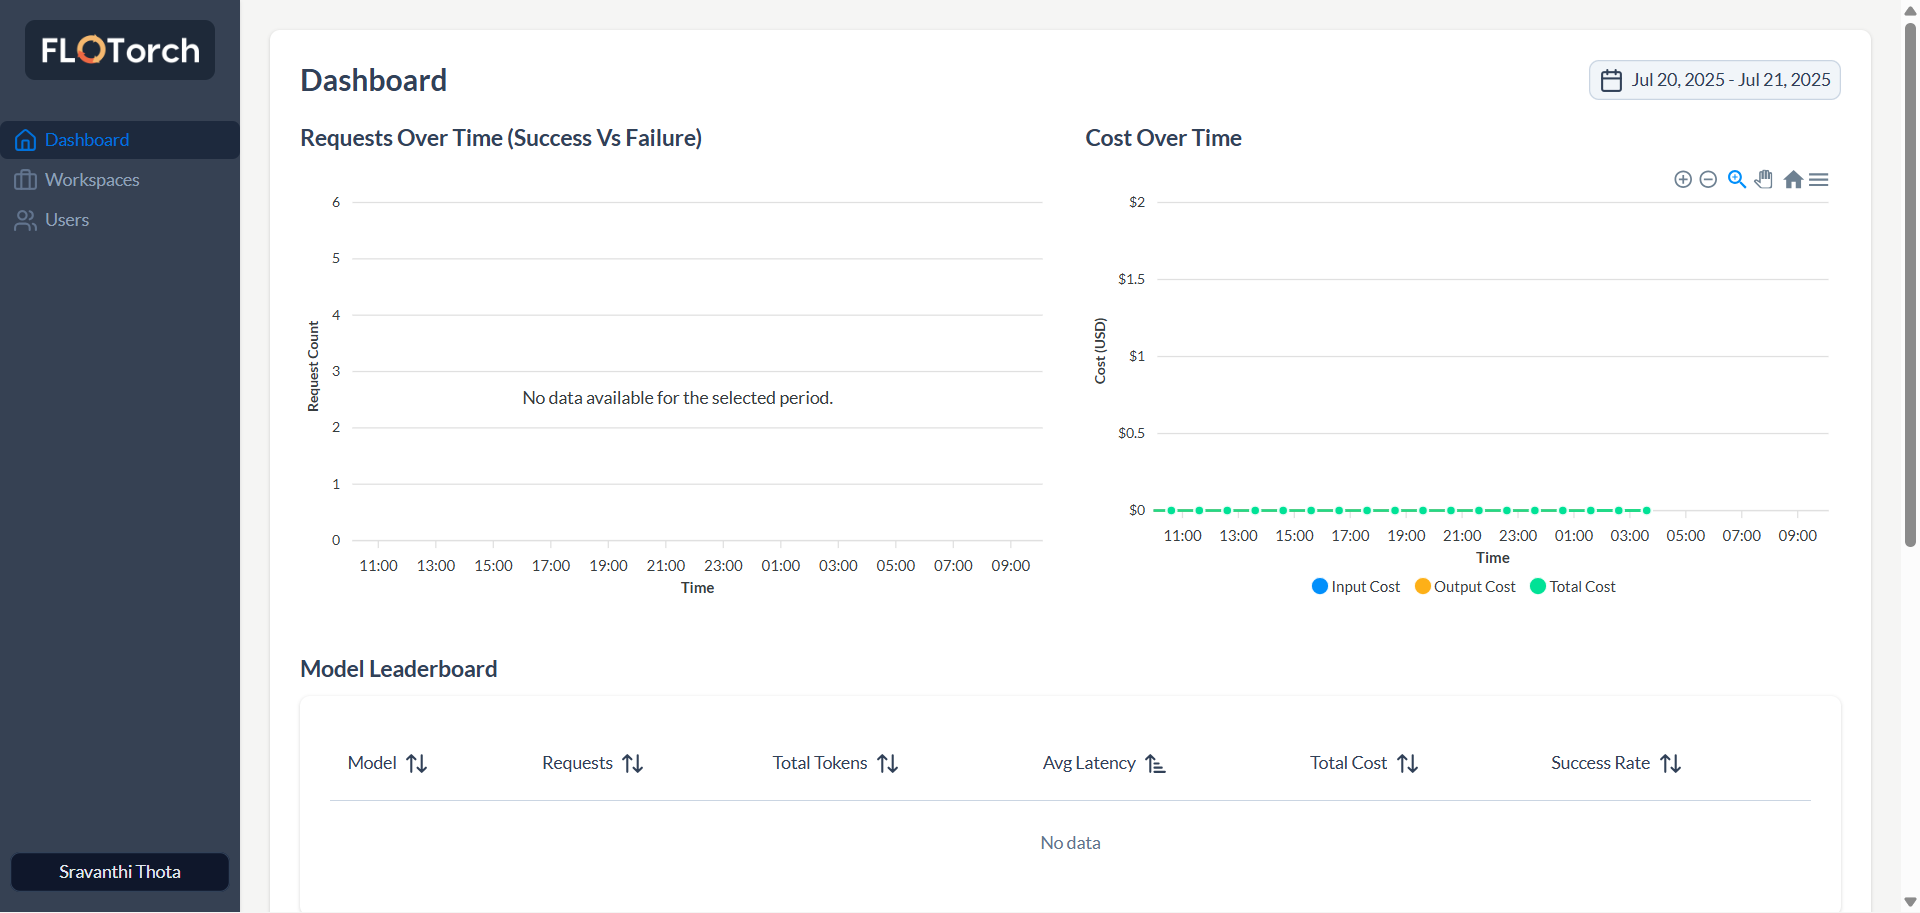 FLOTorch
Dashboard
Workspaces
Users
Sravanthi Thota
Dashboard
Jul 20, 2025 - Jul 21, 2025
Requests Over Time (Success Vs Failure)
6
5
4
3
2
1
0
Request Count
No data available for the selected period.
11:00 13:00 15:00 17:00 19:00 21:00 23:00 01:00 03:00 05:00 07:00 09:00
Time
Cost Over Time
$2
$1.5
$1
$0.5
$0
Cost (USD)
11:00 13:00 15:00 17:00 19:00 21:00 23:00 01:00 03:00 05:00 07:00 09:00
Time
Input Cost Output Cost Total Cost
Model Leaderboard
Model Requests Total Tokens Avg Latency Total Cost Success Rate
No data